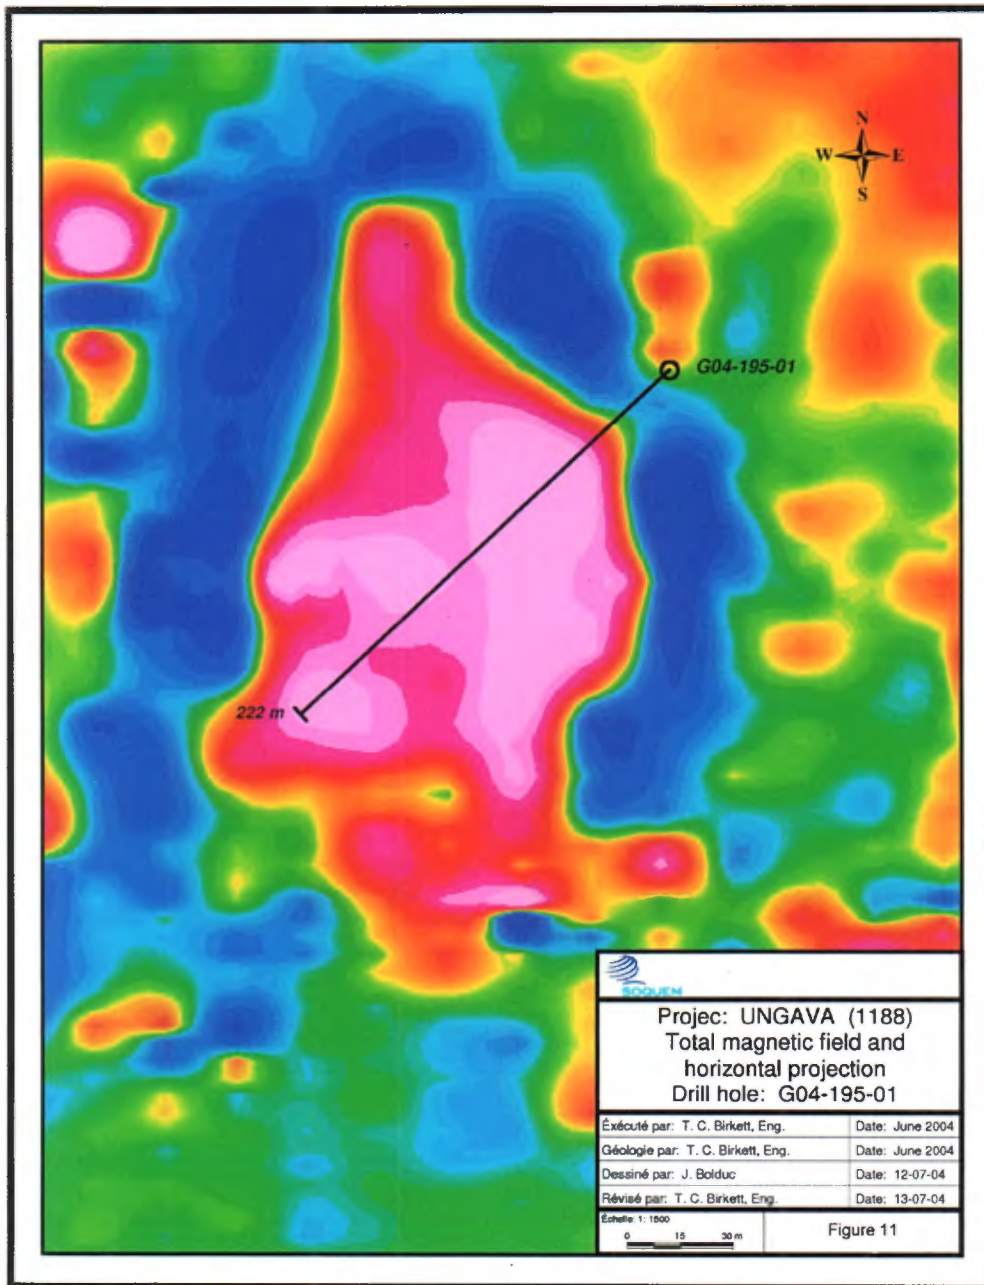 N
W E
S
G04-195-01
222 m
SOQUEM
Projec: UNGAVA (1188)
Total magnetic field and
horizontal projection
Drill hole: G04-195-01
Éxécuté par: T. C. Birkett, Eng. Date: June 2004
Géologie par: T. C. Birkett, Eng. Date: June 2004
Dessiné par: J. Bolduc Date: 12-07-04
Révisé par: T. C. Birkett, Eng. Date: 13-07-04
Échelle: 1: 1500
0 15 30 m
Figure 11